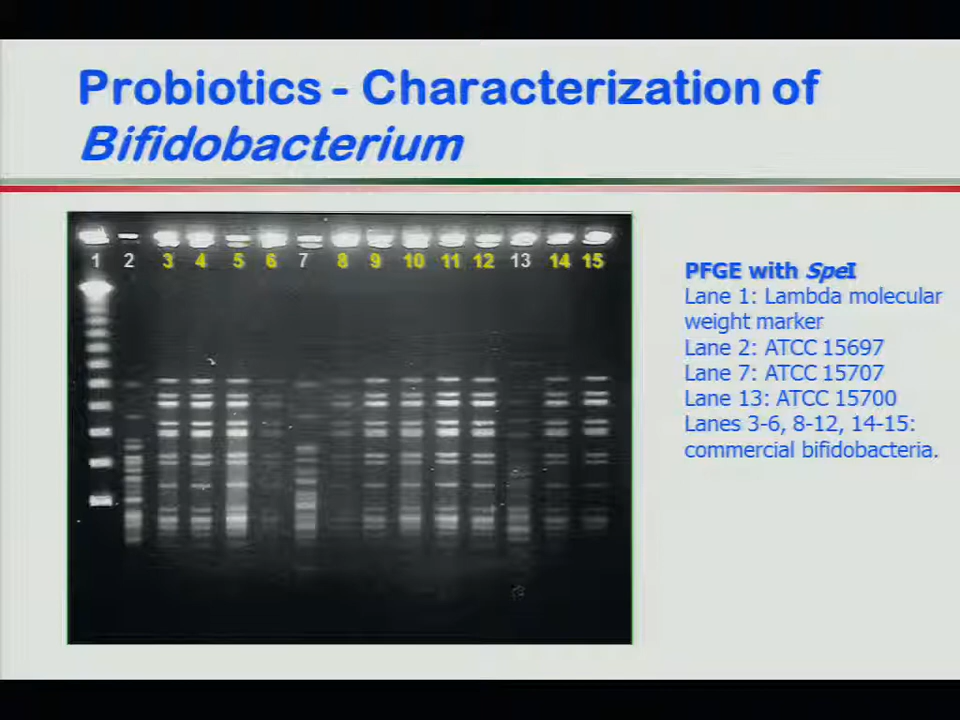 Probiotics - Characterization of
Bifidobacterium
1 2 3 4 5 6 7 8 9 10 11 12 13 14 15
PFGE with SpeI
Lane 1: Lambda molecular
weight marker
Lane 2: ATCC 15697
Lane 7: ATCC 15707
Lane 13: ATCC 15700
Lanes 3-6, 8-12, 14-15:
commercial bifidobacteria.